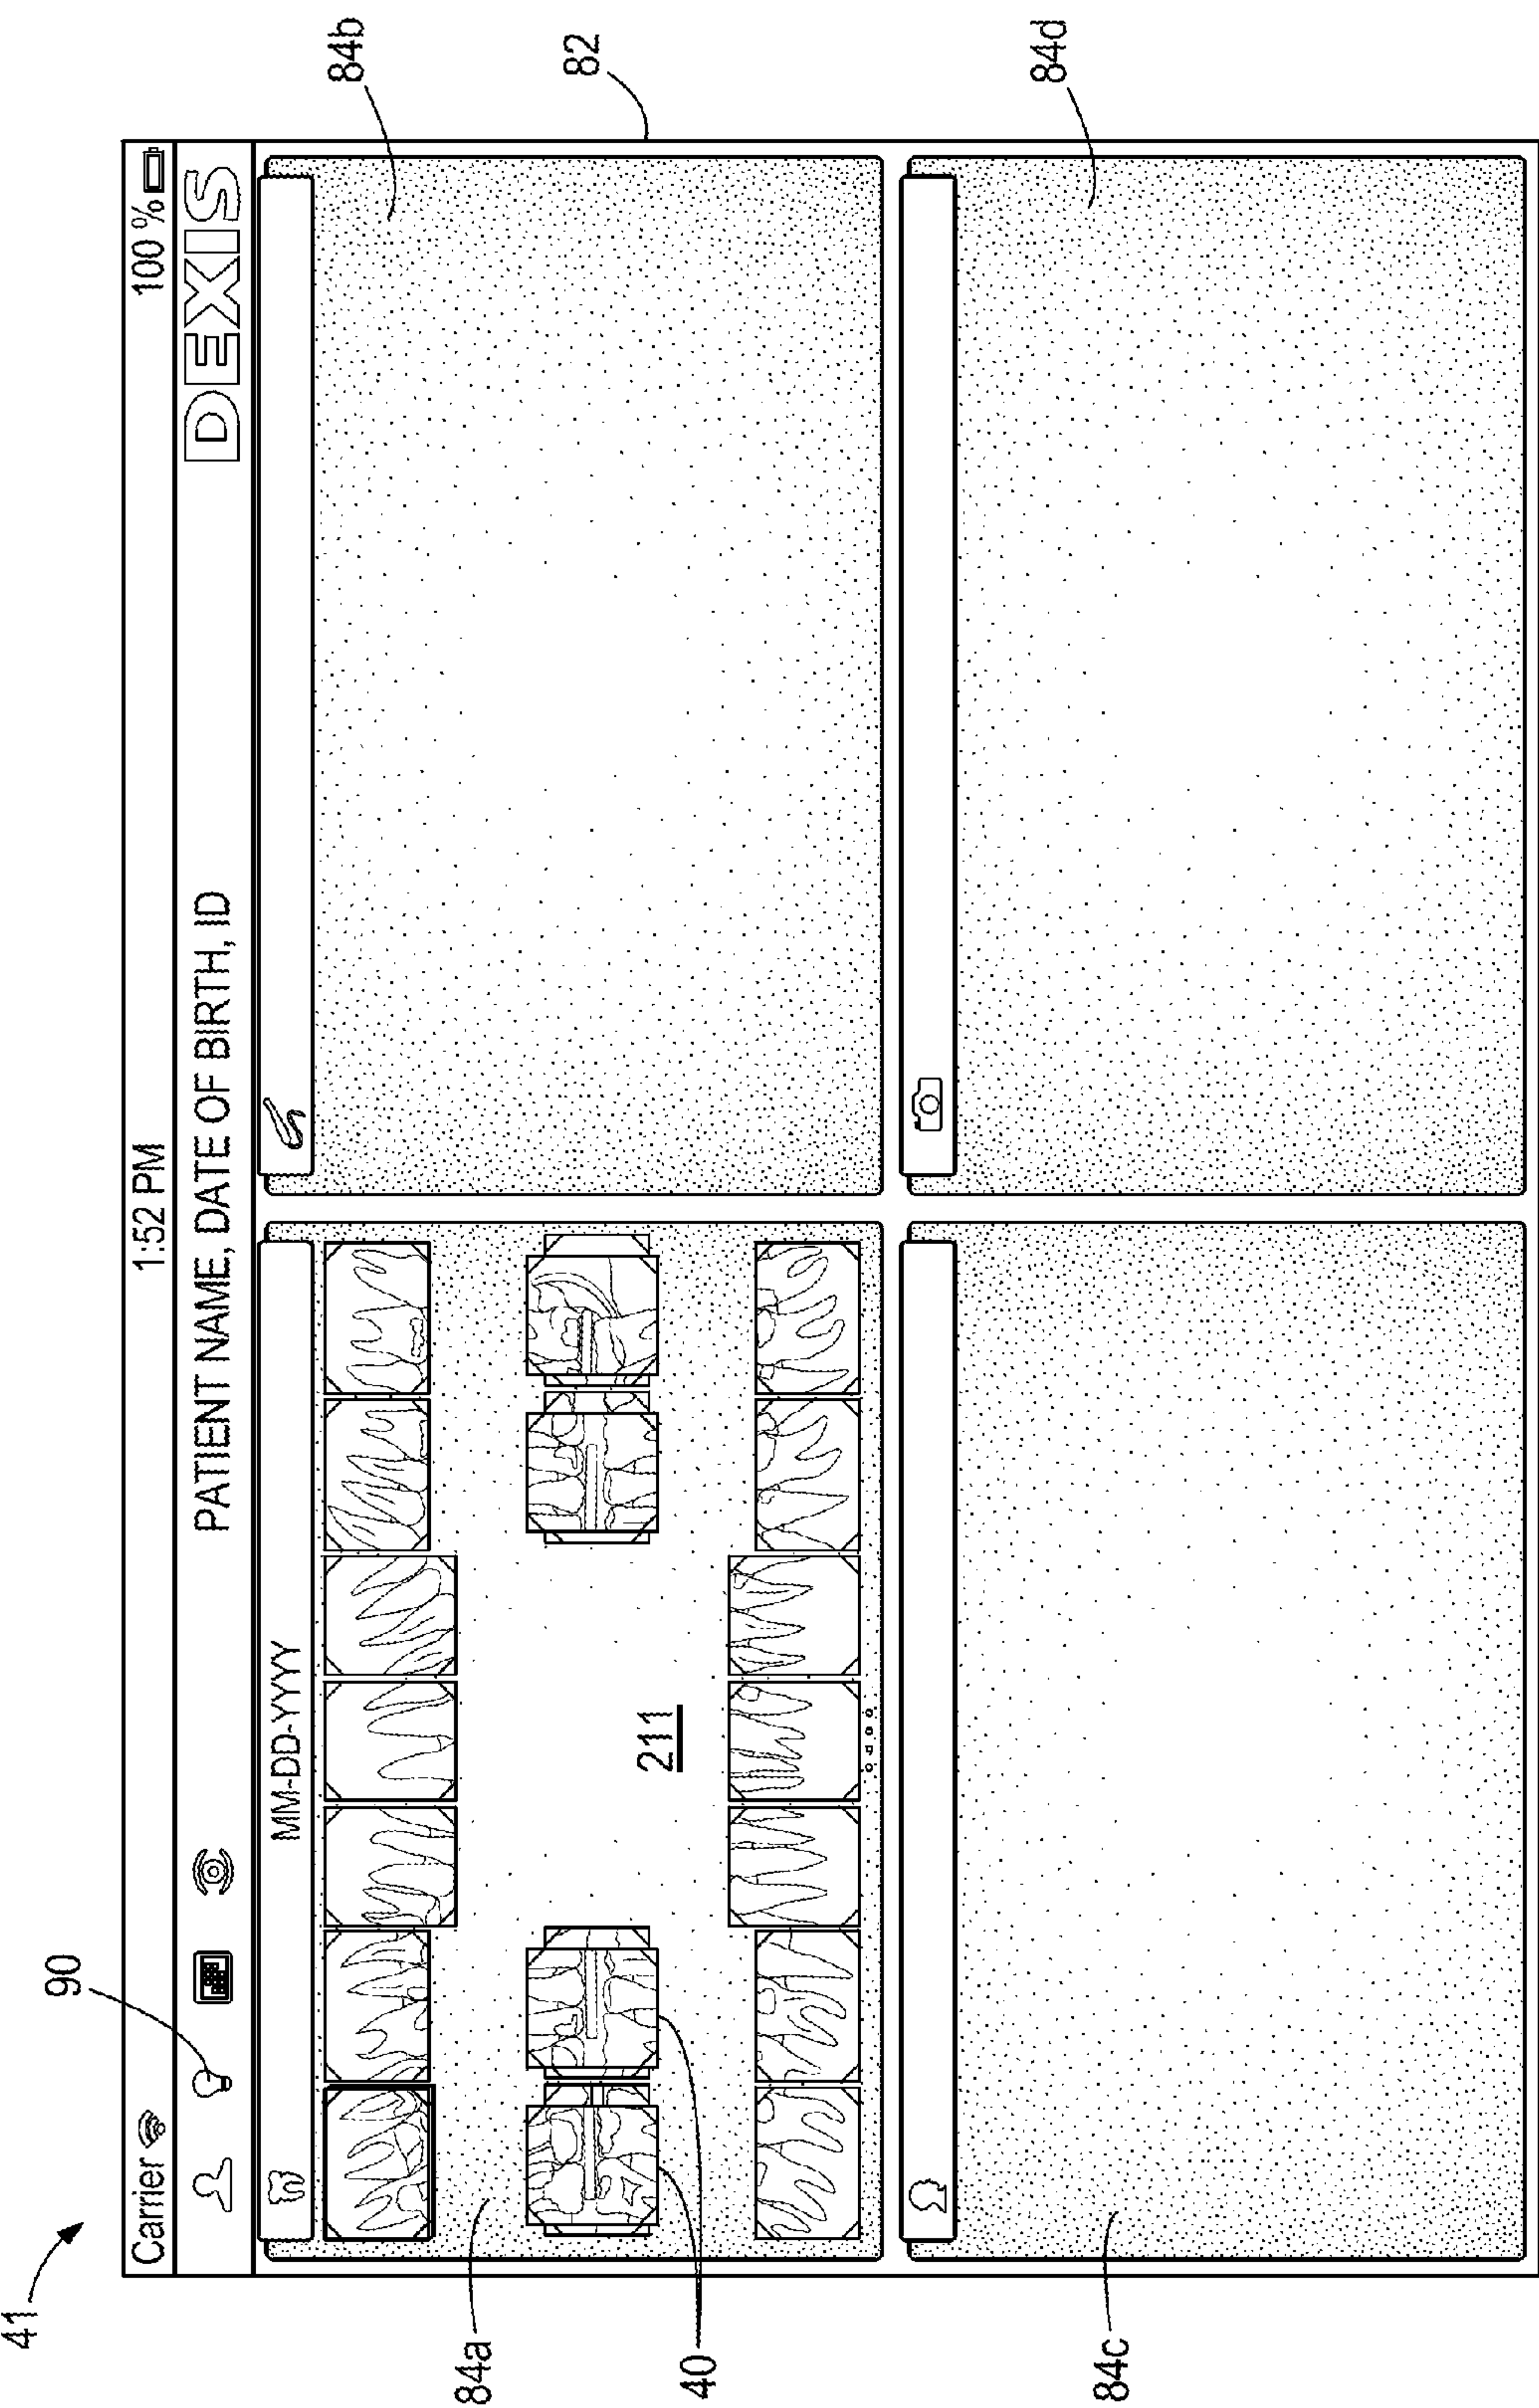 41
90
Carrier 1:52 PM 100 %
PATIENT NAME, DATE OF BIRTH, ID DEXIS
MM-DD-YYYY
84a
84b
211
82
40
84c
84d